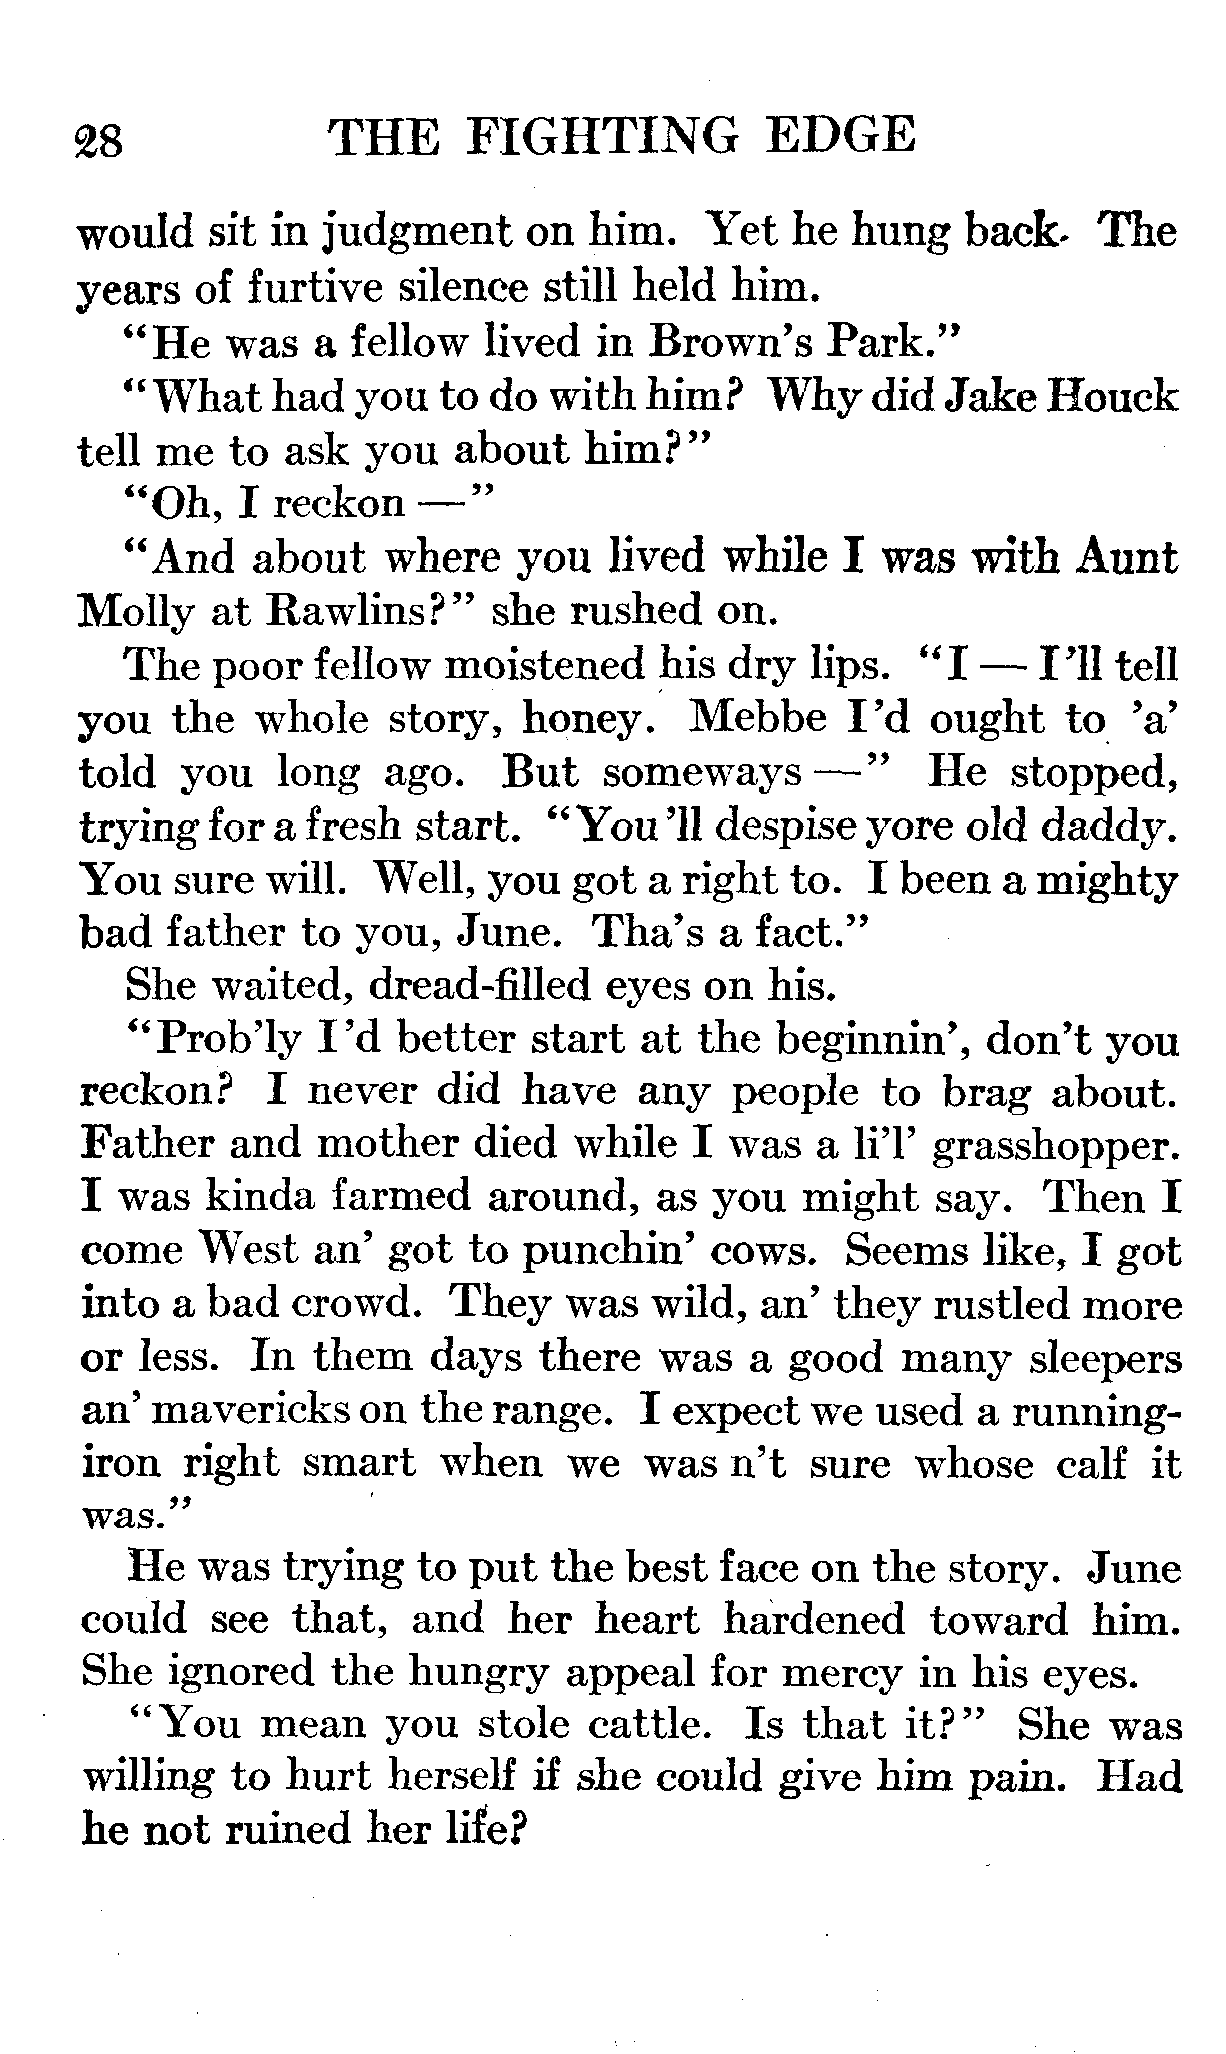 28 THE FIGHTING EDGE
would sit in judgment on him. Yet he hung back. The
years of furtive silence still held him.
"He was a fellow lived in Brown's Park."
"What had you to do with him? Why did Jake Houck
tell me to ask you about him?"
"Oh, I reckon —"
"And about where you lived while I was with Aunt
Molly at Rawlins?" she rushed on.
The poor fellow moistened his dry lips. "I — I'll tell
you the whole story, honey. Mebbe I'd ought to 'a'
told you long ago. But someways —" He stopped,
trying for a fresh start. "You'll despise yore old daddy.
You sure will. Well, you got a right to. I been a mighty
bad father to you, June. Tha's a fact."
She waited, dread-filled eyes on his.
"Prob'ly I'd better start at the beginnin', don't you
reckon? I never did have any people to brag about.
Father and mother died while I was a li'l' grasshopper.
I was kinda farmed around, as you might say. Then I
come West an' got to punchin' cows. Seems like, I got
into a bad crowd. They was wild, an' they rustled more
or less. In them days there was a good many sleepers
an' mavericks on the range. I expect we used a running-
iron right smart when we was n't sure whose calf it
was."
He was trying to put the best face on the story. June
could see that, and her heart hardened toward him.
She ignored the hungry appeal for mercy in his eyes.
"You mean you stole cattle. Is that it?" She was
willing to hurt herself if she could give him pain. Had
he not ruined her life?